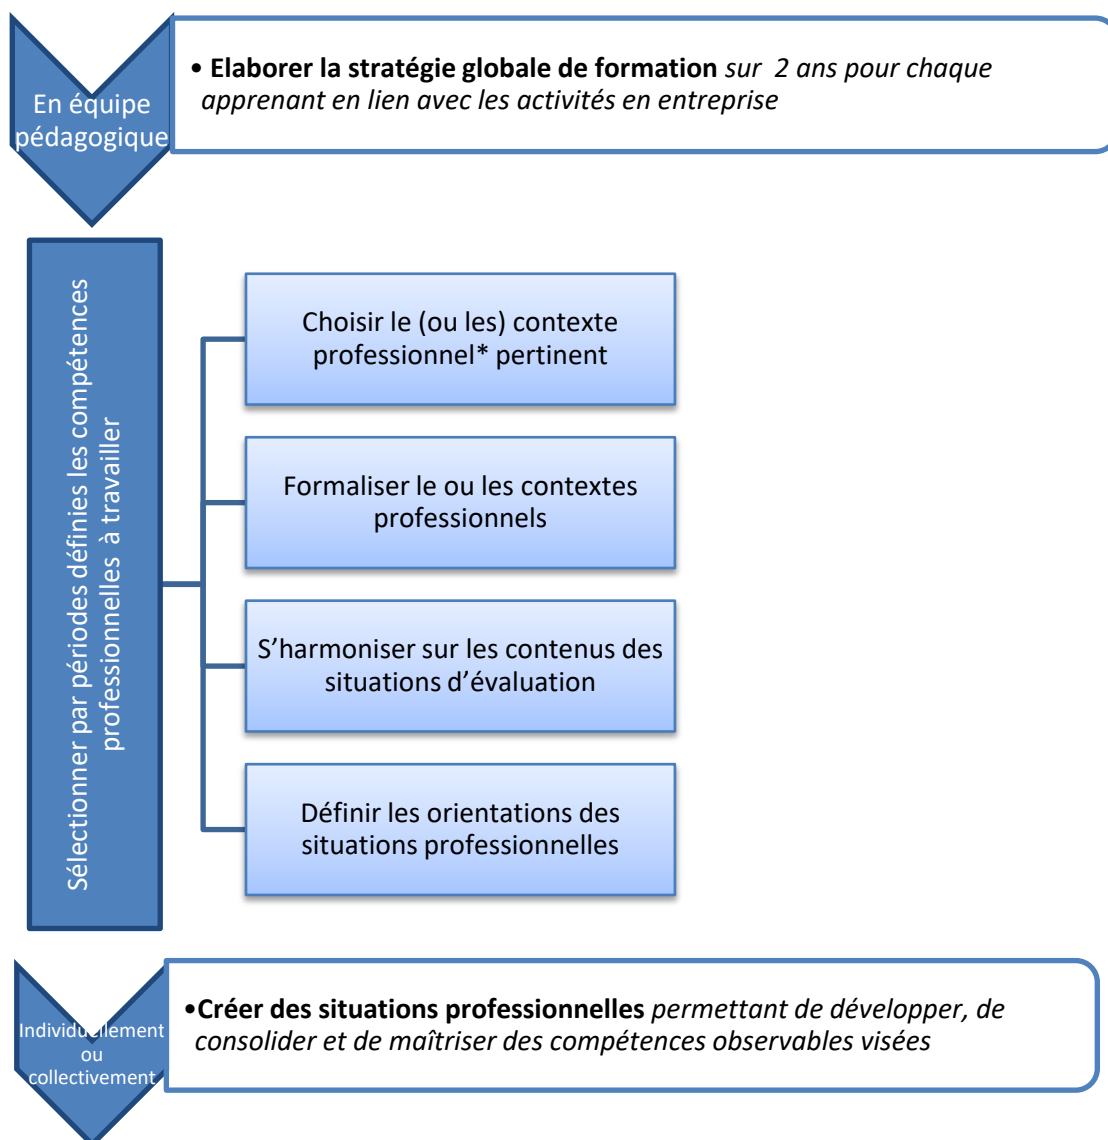 En équipe
pédagogique
• Elaborer la stratégie globale de formation sur 2 ans pour chaque
apprenant en lien avec les activités en entreprise
Sélectionner par périodes définies les compétences
professionnelles à travailler
Choisir le (ou les) contexte
professionnel* pertinent
Formaliser le ou les contextes
professionnels
S’harmoniser sur les contenus des
situations d’évaluation
Définir les orientations des
situations professionnelles
Individuellement
ou
collectivement
•Créer des situations professionnelles permettant de développer, de
consolider et de maîtriser des compétences observables visées